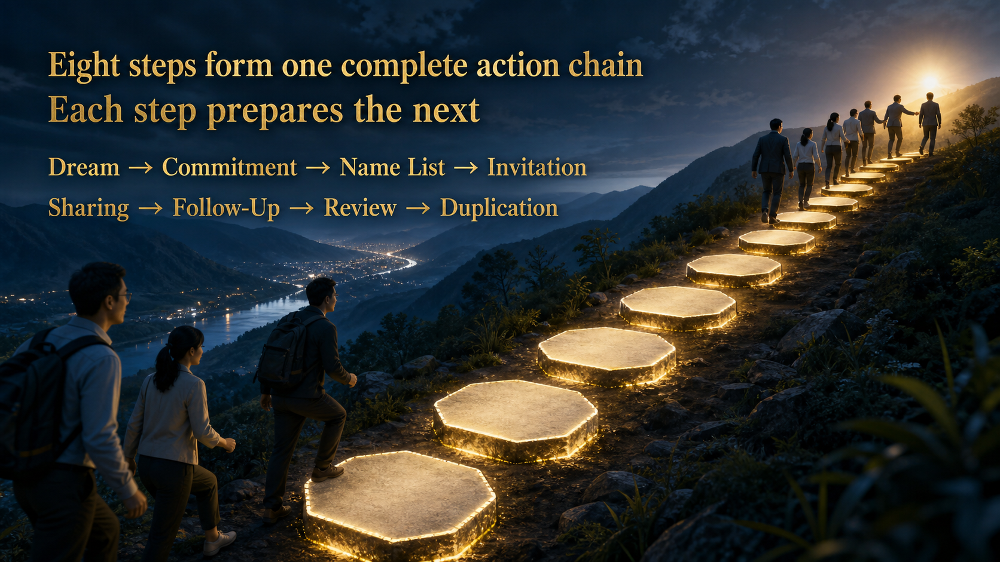 Eight steps form one complete action chain
Each step prepares the next
Dream → Commitment → Name List → Invitation
Sharing → Follow-Up → Review → Duplication